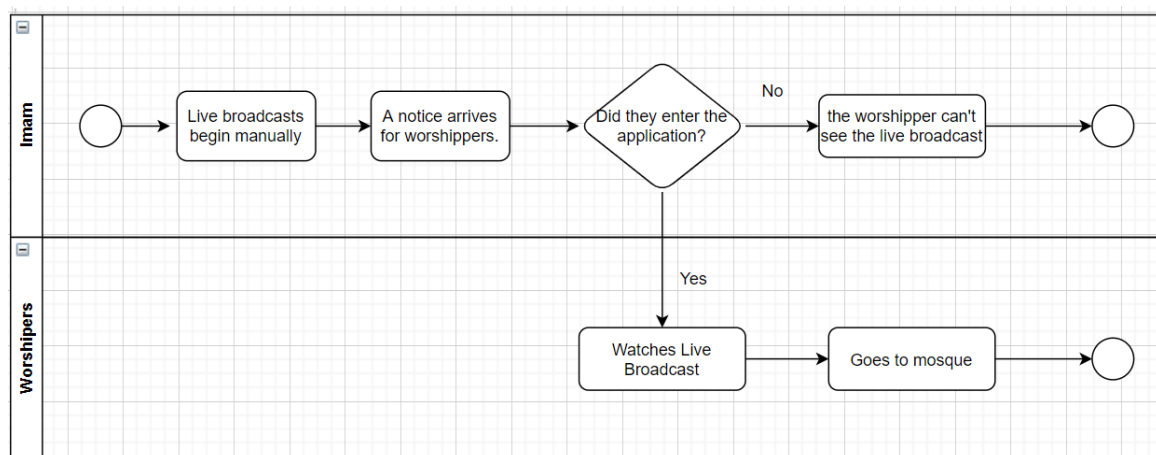 Imam
Live broadcasts
begin manually
A notice arrives
for worshippers.
Did they enter the
application?
No
the worshipper can't
see the live broadcast
Yes
Worshipers
Watches Live
Broadcast
Goes to mosque